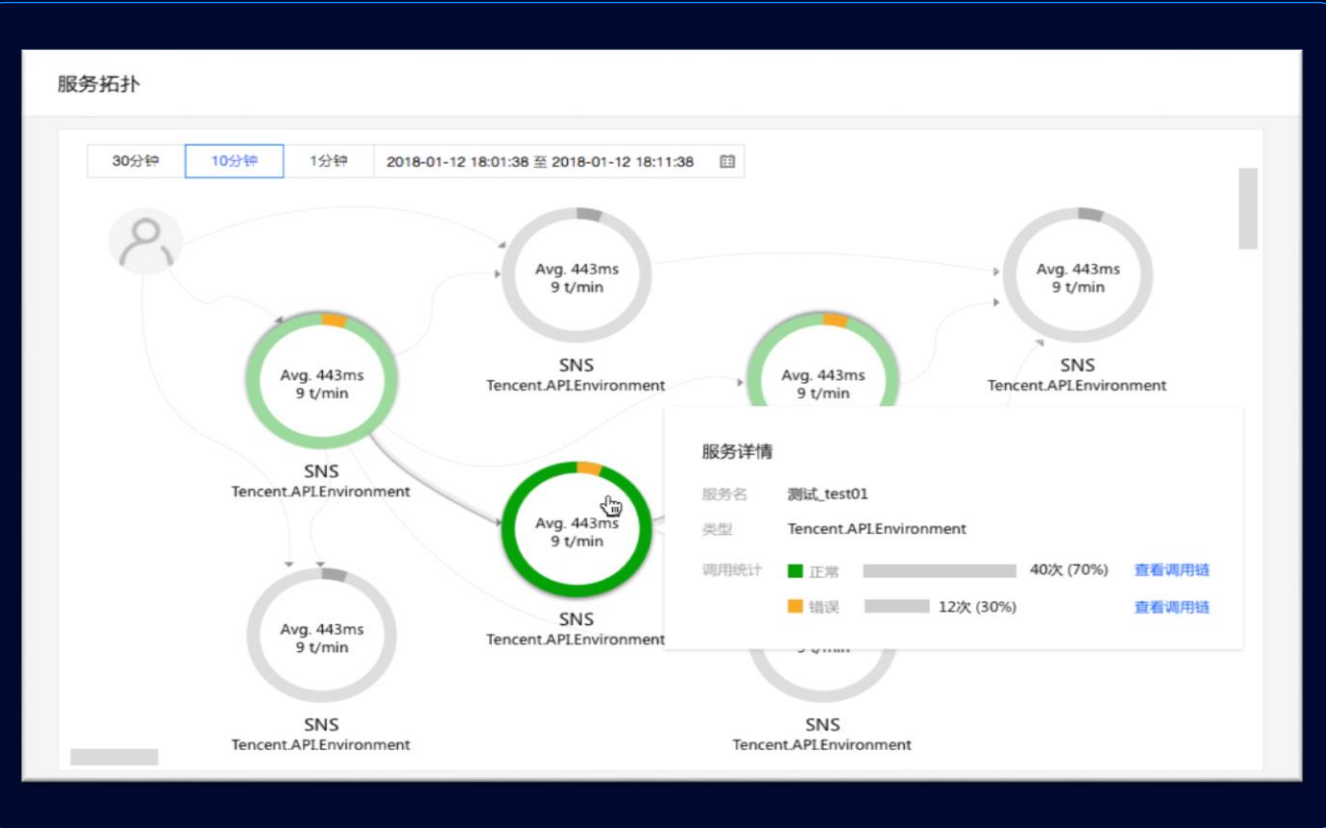 服务拓扑
30分钟 10分钟 1分钟 2018-01-12 18:01:38 至 2018-01-12 18:11:38
Avg. 443ms
9 t/min
SNS
Tencent.API.Environment
Avg. 443ms
9 t/min
SNS
Tencent.API.Environment
Avg. 443ms
9 t/min
SNS
Tencent.API.Environment
Avg. 443ms
9 t/min
Avg. 443ms
9 t/min
SNS
Tencent.API.Environment
服务详情
服务名 测试_test01
类型 Tencent.API.Environment
调用统计 正常 40次 (70%) 查看调用链
错误 12次 (30%) 查看调用链
Avg. 443ms
9 t/min
SNS
Tencent.API.Environment
SNS
Tencent.API.Environment